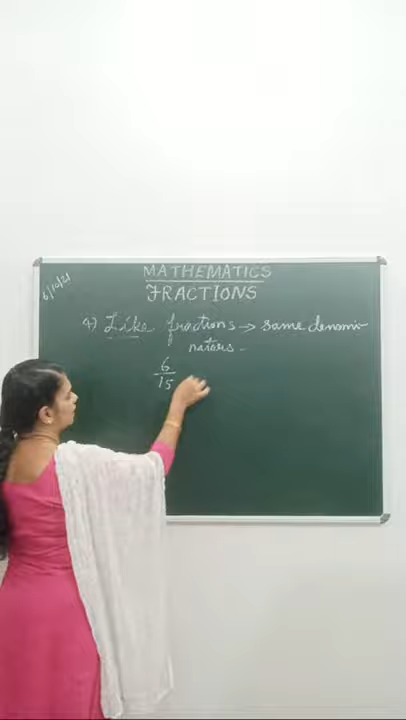 6/10/21
MATHEMATICS
FRACTIONS
4) Like fractions → same denomi
nators -
6
15